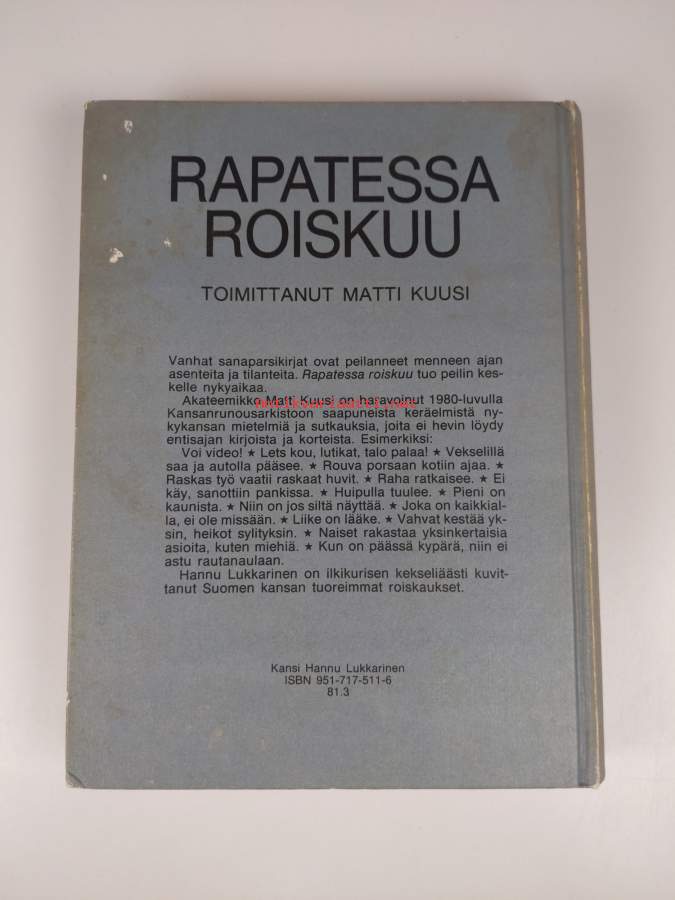 RAPATESSA
ROISKUU
TOIMITTANUT MATTI KUUSI
Vanhat sanaparsikirjat ovat peilanneet menneen ajan
asenteita ja tilanteita. Rapatessa roiskuu tuo peilin kes-
kelle nykyaikaa.
Akateemikko Matti Kuusi on haravoinut 1980-luvulla
Kansanrunousarkistoon saapuneista keräelmistä ny-
kykansan mietelmiä ja sutkauksia, joita ei hevin löydy
entisajan kirjoista ja korteista. Esimerkiksi:
Voi video! ★ Lets kou, lutikat, talo palaa! ★ Vekselillä
saa ja autolla pääsee. ★ Rouva porsaan kotiin ajaa. ★
Raskas työ vaatii raskaat huvit. ★ Raha ratkaisee. ★ Ei
käy, sanottiin pankissa. ★ Huipulla tuulee. ★ Pieni on
kaunista. ★ Niin on jos siltä näyttää. ★ Joka on kaikkial-
la, ei ole missään. ★ Liike on lääke. ★ Vahvat kestää yk-
sin, heikot sylityksin. ★ Naiset rakastaa yksinkertaisia
asioita, kuten miehiä. ★ Kun on päässä kypärä, niin ei
astu rautanaulaan.
Hannu Lukkarinen on ilkikurisen kekseliäästi kuvit-
tanut Suomen kansan tuoreimmat roiskaukset.
Kansi Hannu Lukkarinen
ISBN 951-717-511-6
81.3